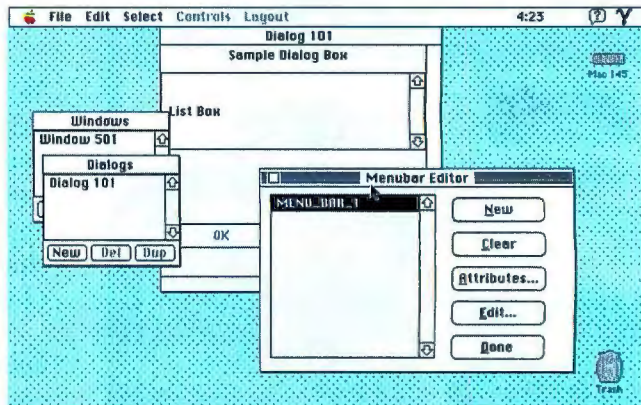 File Edit Select Controls Layout 4:23
Dialog 101
Sample Dialog Box
Mac 145
List Box
Windows
Window 501
Dialogs
Dialog 101
New Del Dup
OK
Menubar Editor
MENU_BAR_1
New
Clear
Attributes...
Edit...
Done
Trash